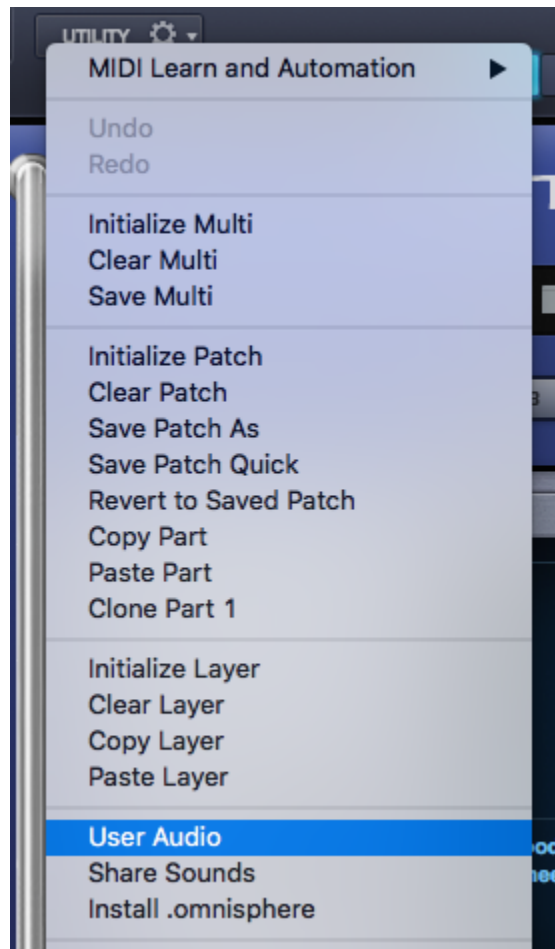 UTILITY
MIDI Learn and Automation
Undo
Redo
Initialize Multi
Clear Multi
Save Multi
Initialize Patch
Clear Patch
Save Patch As
Save Patch Quick
Revert to Saved Patch
Copy Part
Paste Part
Clone Part 1
Initialize Layer
Clear Layer
Copy Layer
Paste Layer
User Audio
Share Sounds
Install .omnisphere